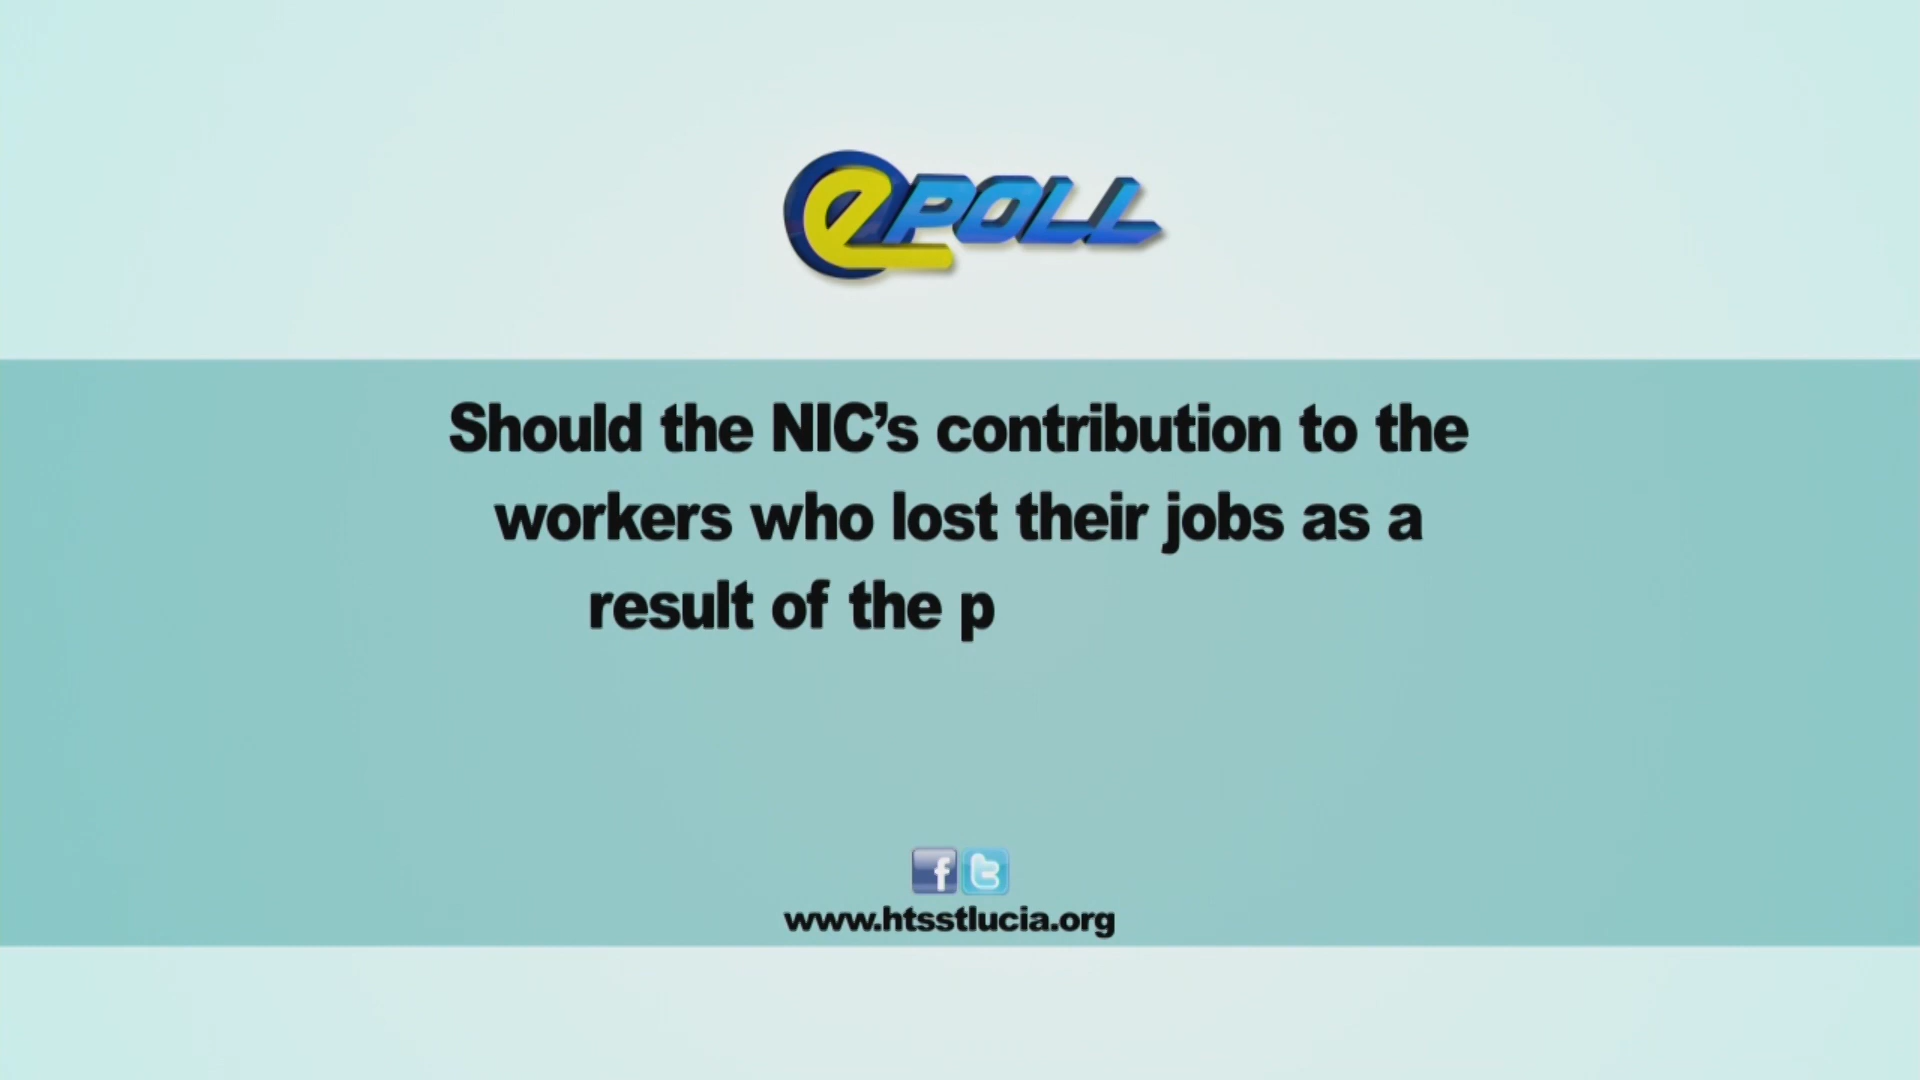 ePOLL
Should the NIC’s contribution to the
workers who lost their jobs as a
result of the p
www.htsstlucia.org